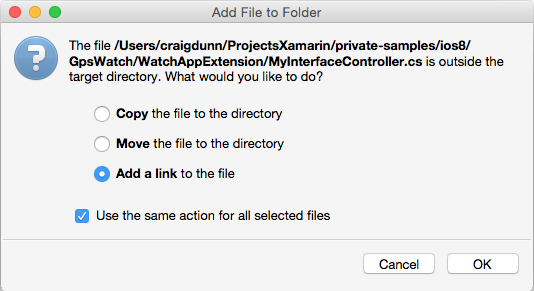 Add File to Folder
The file /Users/craigdunn/ProjectsXamarin/private-samples/ios8/
GpsWatch/WatchAppExtension/MyInterfaceController.cs is outside the
target directory. What would you like to do?
Copy the file to the directory
Move the file to the directory
Add a link to the file
Use the same action for all selected files
Cancel
OK